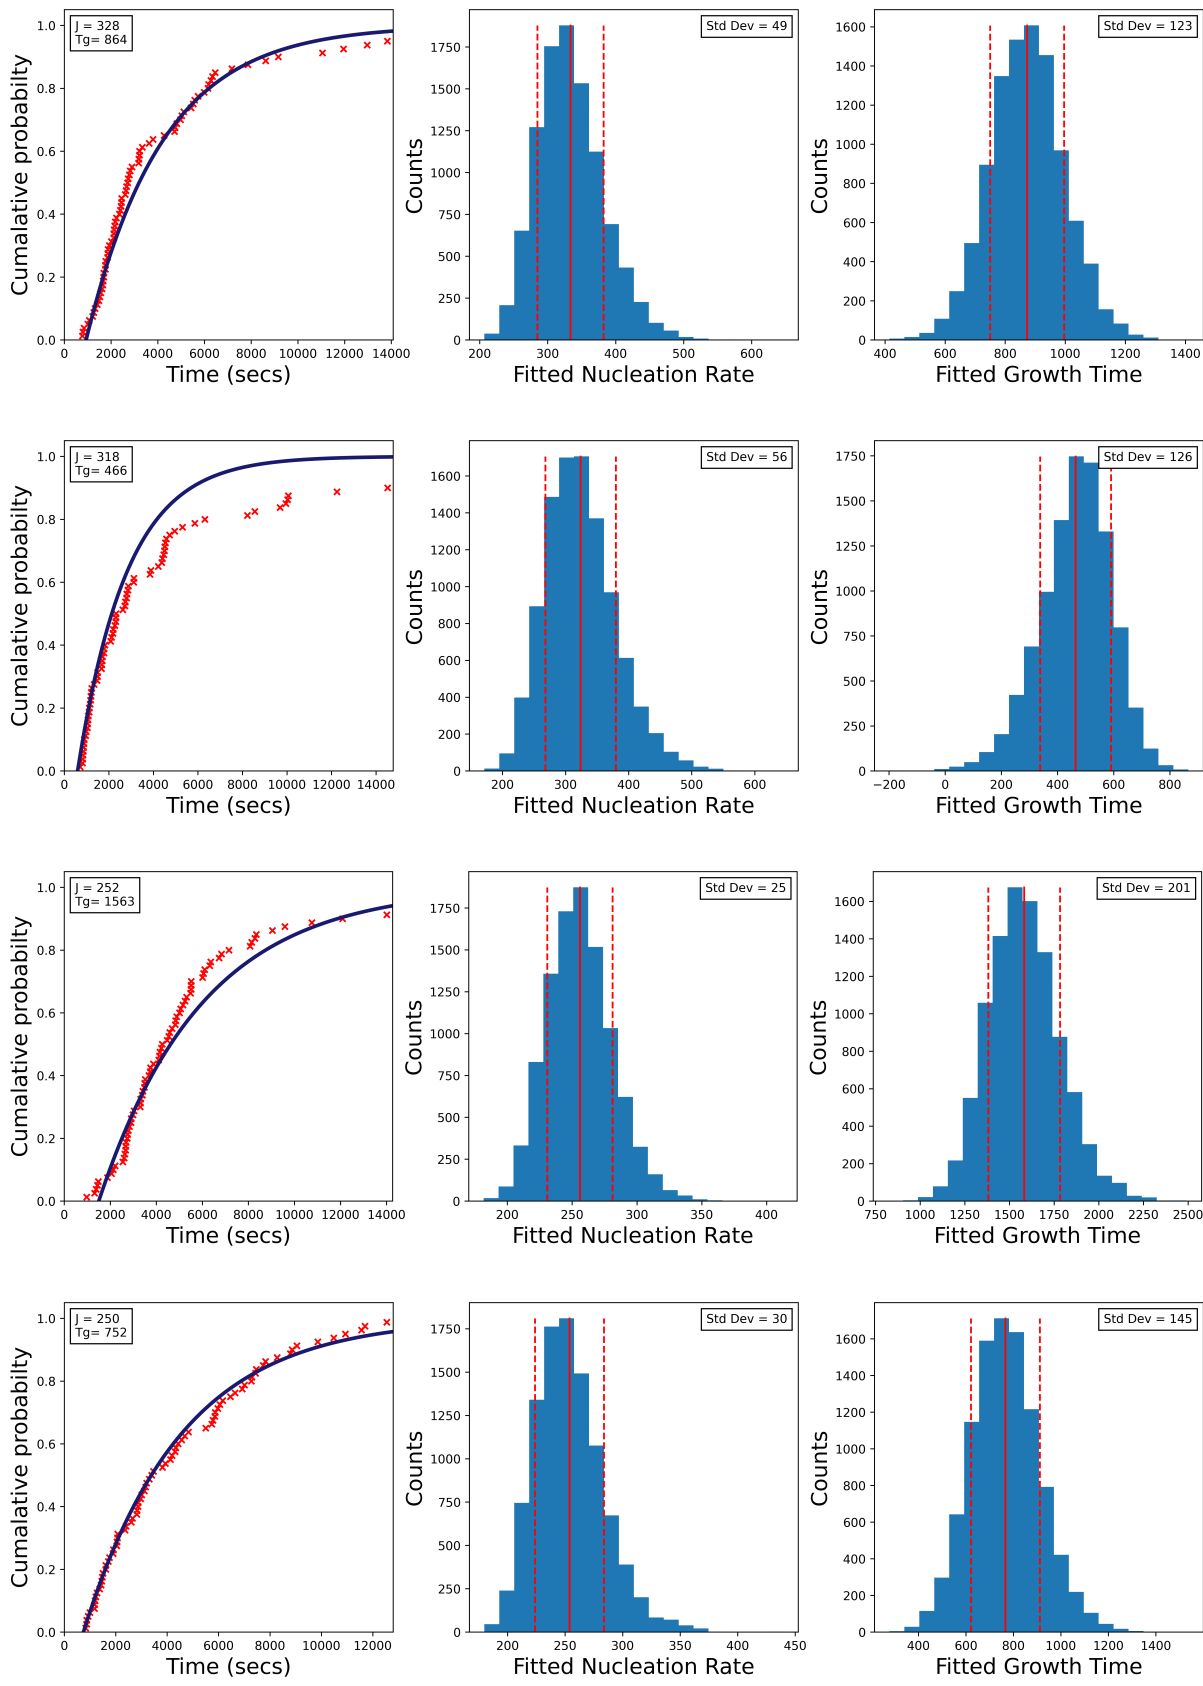 J = 328
Tg= 864
Cumalative probabilty
1.0
0.8
0.6
0.4
0.2
0.0
0 2000 4000 6000 8000 10000 12000 14000
Time (secs)
Std Dev = 49
Counts
1750
1500
1250
1000
750
500
250
0
200 300 400 500 600
Fitted Nucleation Rate
Std Dev = 123
Counts
1600
1400
1200
1000
800
600
400
200
0
400 600 800 1000 1200 1400
Fitted Growth Time
J = 318
Tg= 466
Cumalative probabilty
1.0
0.8
0.6
0.4
0.2
0.0
0 2000 4000 6000 8000 10000 12000 14000
Time (secs)
Std Dev = 56
Counts
1600
1400
1200
1000
800
600
400
200
0
200 300 400 500 600
Fitted Nucleation Rate
Std Dev = 126
Counts
1750
1500
1250
1000
750
500
250
0
−200 0 200 400 600 800
Fitted Growth Time
J = 252
Tg= 1563
Cumalative probabilty
1.0
0.8
0.6
0.4
0.2
0.0
0 2000 4000 6000 8000 10000 12000 14000
Time (secs)
Std Dev = 25
Counts
1750
1500
1250
1000
750
500
250
0
200 250 300 350 400
Fitted Nucleation Rate
Std Dev = 201
Counts
1600
1400
1200
1000
800
600
400
200
0
750 1000 1250 1500 1750 2000 2250 2500
Fitted Growth Time
J = 250
Tg= 752
Cumalative probabilty
1.0
0.8
0.6
0.4
0.2
0.0
0 2000 4000 6000 8000 10000 12000
Time (secs)
Std Dev = 30
Counts
1750
1500
1250
1000
750
500
250
0
200 250 300 350 400 450
Fitted Nucleation Rate
Std Dev = 145
Counts
1600
1400
1200
1000
800
600
400
200
0
400 600 800 1000 1200 1400
Fitted Growth Time